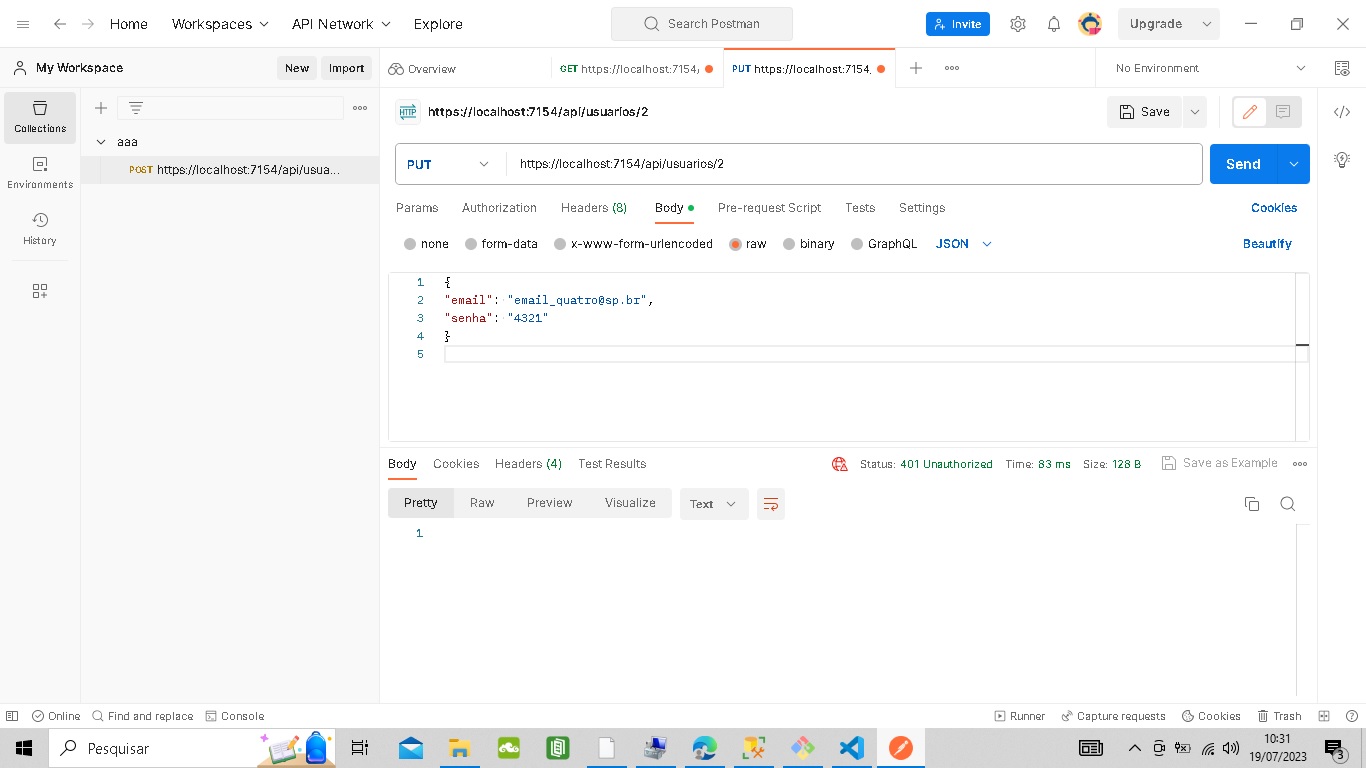 Home Workspaces API Network Explore Search Postman Invite Upgrade
My Workspace New Import Overview GET https://localhost:7154/ PUT https://localhost:7154. No Environment
Collections
aaa
POST https://localhost:7154/api/usua...
Environments
History
HTTP https://localhost:7154/api/usuarios/2 Save
PUT https://localhost:7154/api/usuarios/2 Send
Params Authorization Headers (8) Body Pre-request Script Tests Settings Cookies
none form-data x-www-form-urlencoded raw binary GraphQL JSON Beautify
1 {
2 "email": "email_quatro@sp.br",
3 "senha": "4321"
4 }
5
Body Cookies Headers (4) Test Results Status: 401 Unauthorized Time: 83 ms Size: 128 B Save as Example
Pretty Raw Preview Visualize Text
1
Online Find and replace Console Runner Capture requests Cookies Trash
Pesquisar
10:31
19/07/2023
3